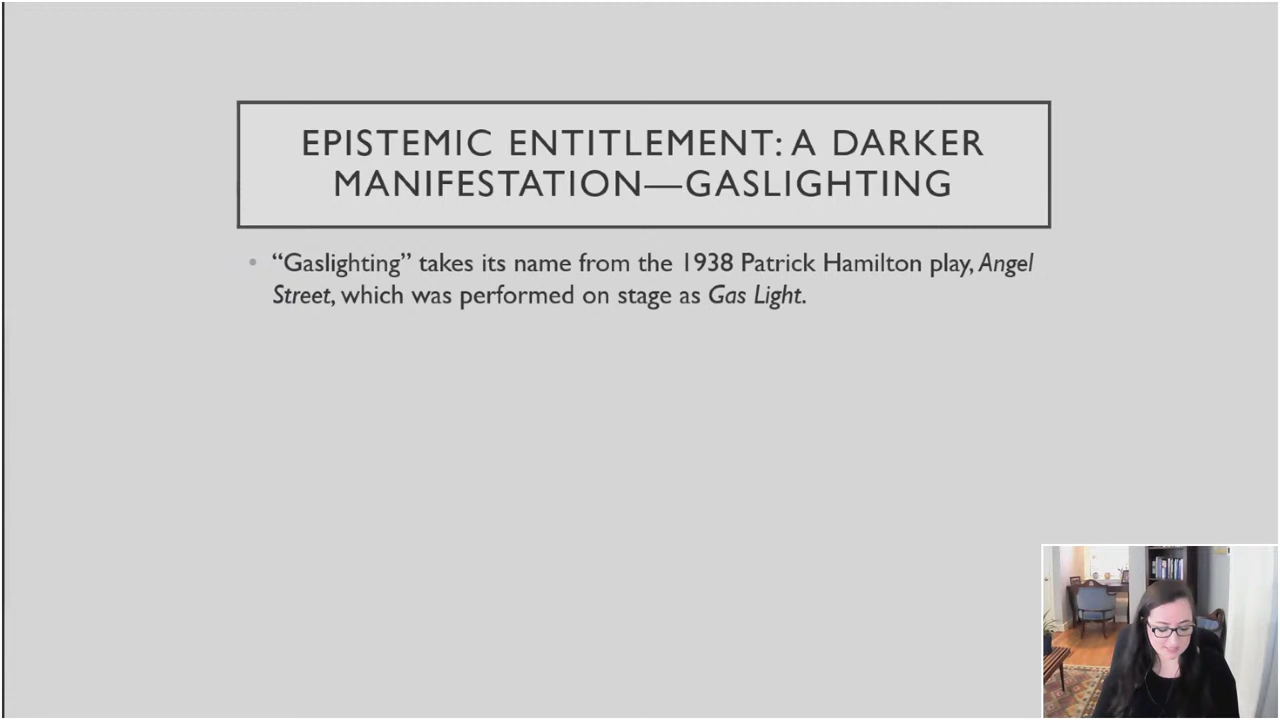 EPISTEMIC ENTITLEMENT: A DARKER
MANIFESTATION—GASLIGHTING
• “Gaslighting” takes its name from the 1938 Patrick Hamilton play, Angel
Street, which was performed on stage as Gas Light.